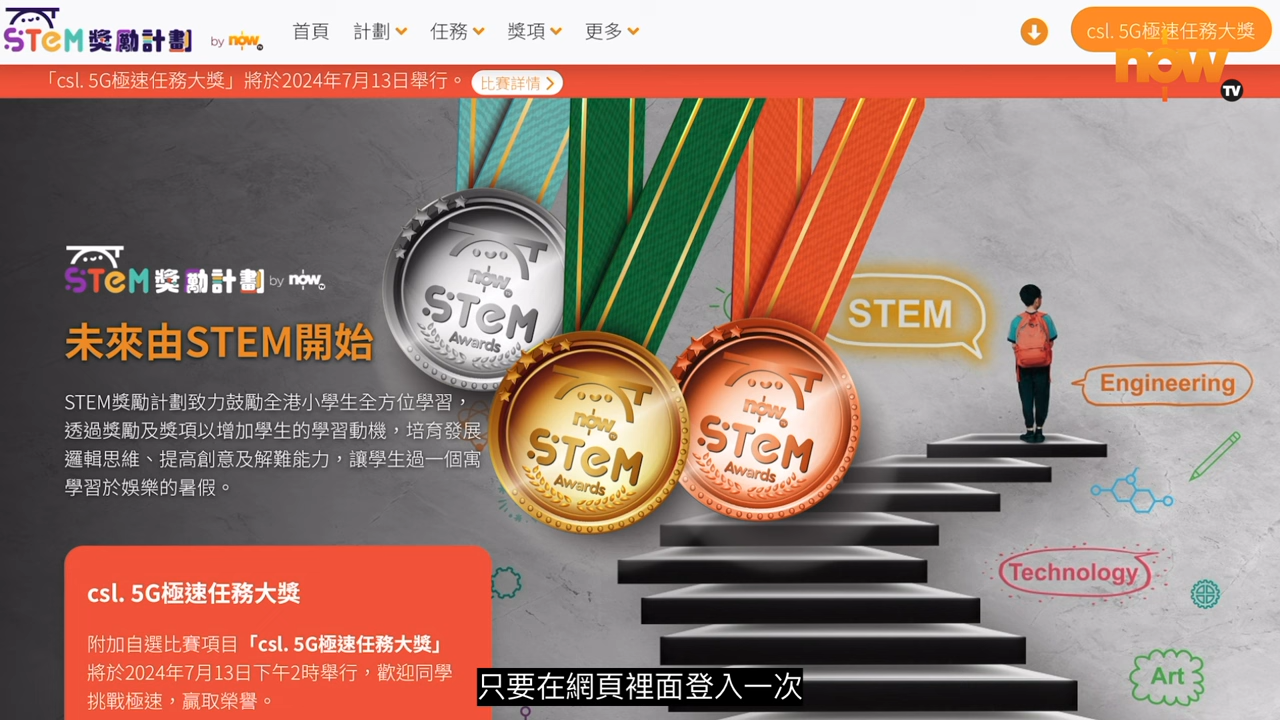 STEM獎勵計劃 by now TV
首頁
計劃
任務
獎項
更多
csl. 5G極速任務大獎
now TV
「csl. 5G極速任務大獎」將於2024年7月13日舉行。
比賽詳情
STEM獎勵計劃 by now TV
未來由STEM開始
STEM獎勵計劃致力鼓勵全港小學生全方位學習，
透過獎勵及獎項以增加學生的學習動機，培育發展
邏輯思維、提高創意及解難能力，讓學生過一個寓
學習於娛樂的暑假。
now
STEM
Awards
now
STEM
Awards
now
STEM
Awards
STEM
Engineering
Technology
Art
csl. 5G極速任務大獎
附加自選比賽項目「csl. 5G極速任務大獎」
將於2024年7月13日下午2時舉行，歡迎同學
挑戰極速，贏取榮譽。
只要在網頁裡面登入一次